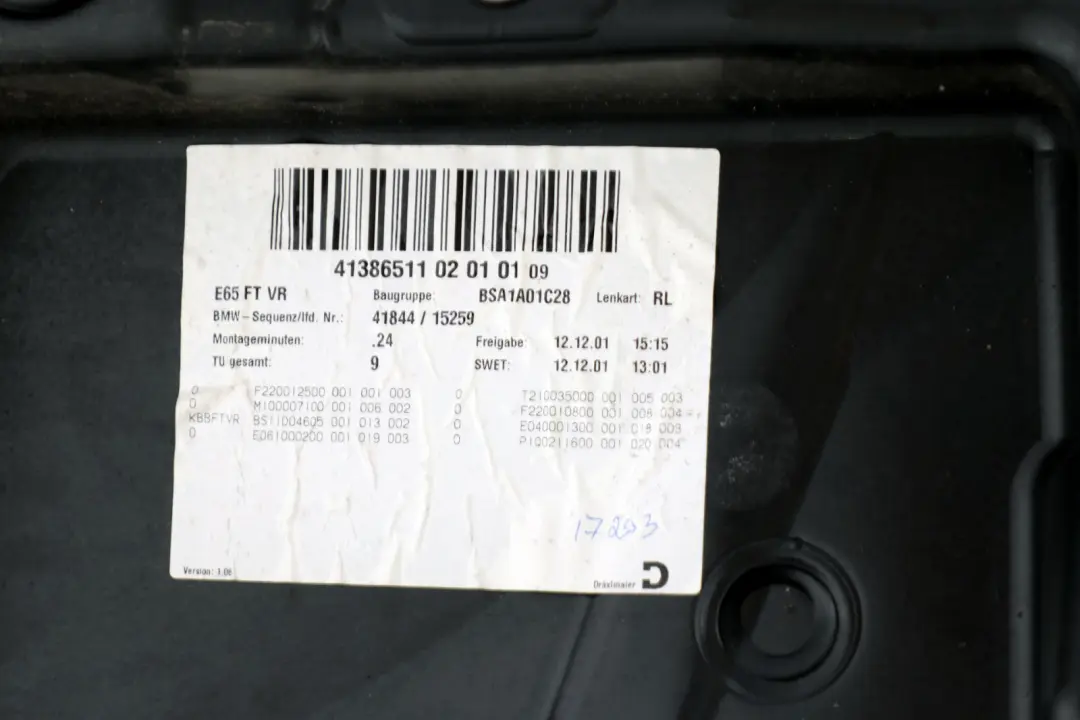 41386511 02 01 01 09
E65 FT VR Baugruppe: BSA1A01C28 Lenkart: RL
BMW-Sequenz/lfd. Nr.: 41844 / 15259
Montageminuten: .24 Freigabe: 12.12.01 15:15
TÜ gesamt: 9 SWET: 12.12.01 13:01
0 F220012500 001 001 003 0 T210035000 001 005 003
0 M100007100 001 006 002 0 F220010800 001 008 004
KBBFTVR BS11004605 001 013 002 0 E040001300 001 018 003
0 E061000200 001 019 003 0 P100211600 001 020 004
17203
Version: 1.06
Dräxlmaier